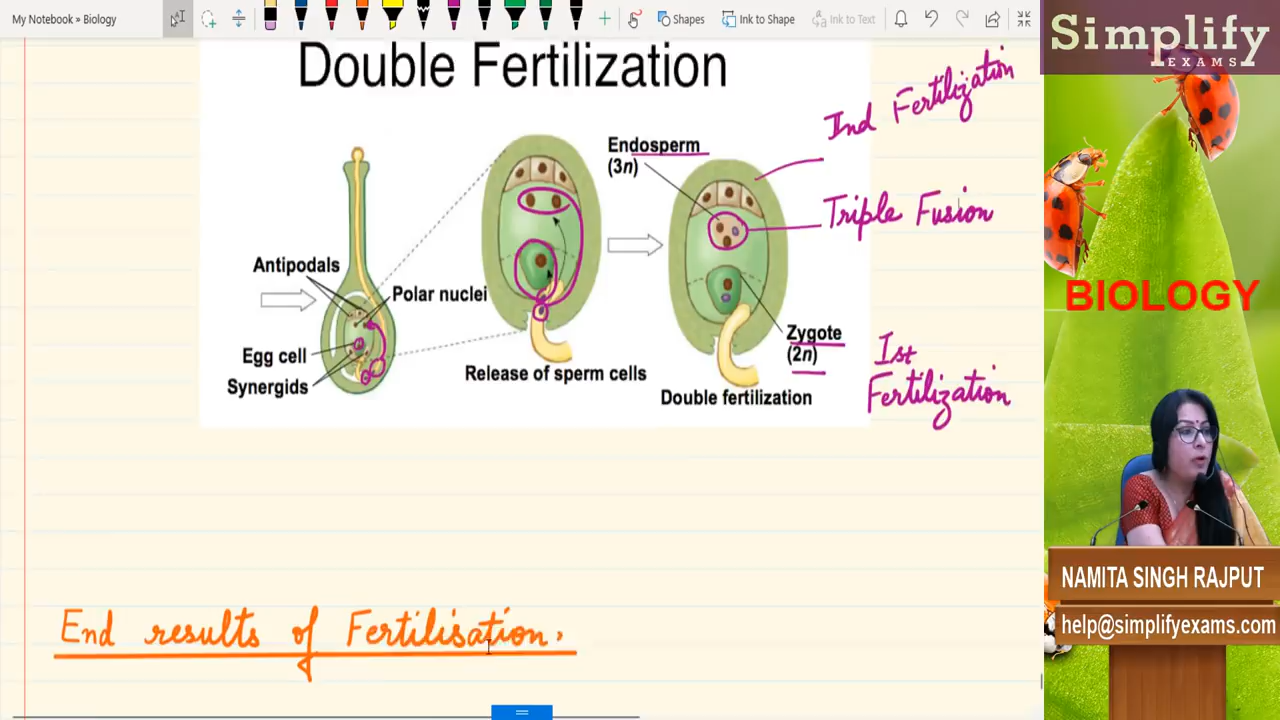 My Notebook » Biology
Shapes
Ink to Shape
Ink to Text
Simplify
EXAMS
Double Fertilization
IInd Fertilization
Endosperm
(3n)
Triple Fusion
Antipodals
Polar nuclei
Egg cell
Synergids
Release of sperm cells
Zygote
(2n)
Double fertilization
Ist
Fertilization
BIOLOGY
End results of Fertilisation,
NAMITA SINGH RAJPUT
help@simplifyexams.com